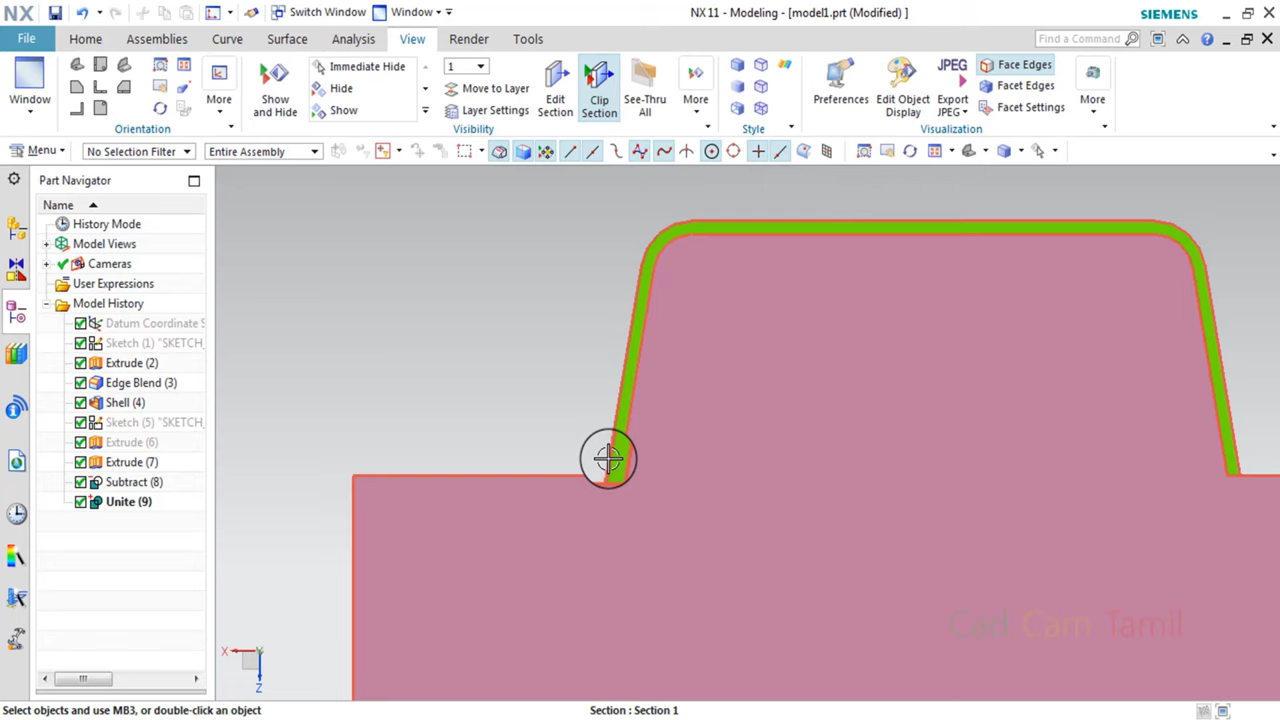 NX
Switch Window
Window
NX 11 - Modeling - [model1.prt (Modified) ]
SIEMENS
File
Home
Assemblies
Curve
Surface
Analysis
View
Render
Tools
Find a Command
Window
More
Orientation
Show and Hide
Immediate Hide
Hide
Show
1
Move to Layer
Layer Settings
Edit Section
Clip Section
See-Thru All
More
Visibility
Style
Preferences
Edit Object Display
JPEG
Export JPEG
Face Edges
Facet Edges
Facet Settings
More
Visualization
Menu
No Selection Filter
Entire Assembly
Part Navigator
Name
History Mode
Model Views
Cameras
User Expressions
Model History
Datum Coordinate S
Sketch (1) "SKETCH_
Extrude (2)
Edge Blend (3)
Shell (4)
Sketch (5) "SKETCH_
Extrude (6)
Extrude (7)
Subtract (8)
Unite (9)
X
Y
Z
Cad Cam Tamil
Select objects and use MB3, or double-click an object
Section : Section 1